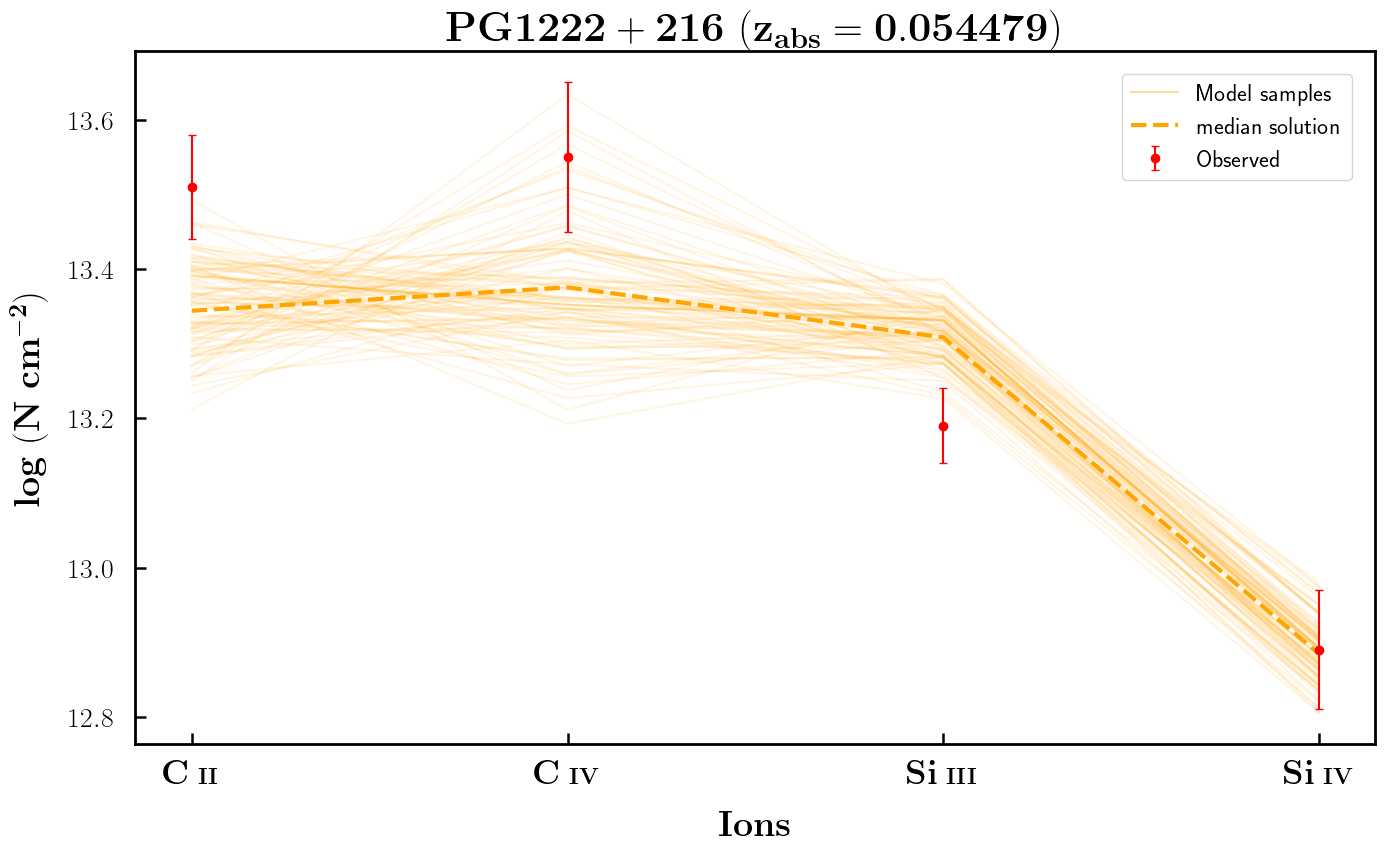 PG1222 + 216 (z_abs = 0.054479)
Model samples
median solution
Observed
13.6
13.4
13.2
13.0
12.8
log (N cm^−2)
C II
C IV
Si III
Si IV
Ions